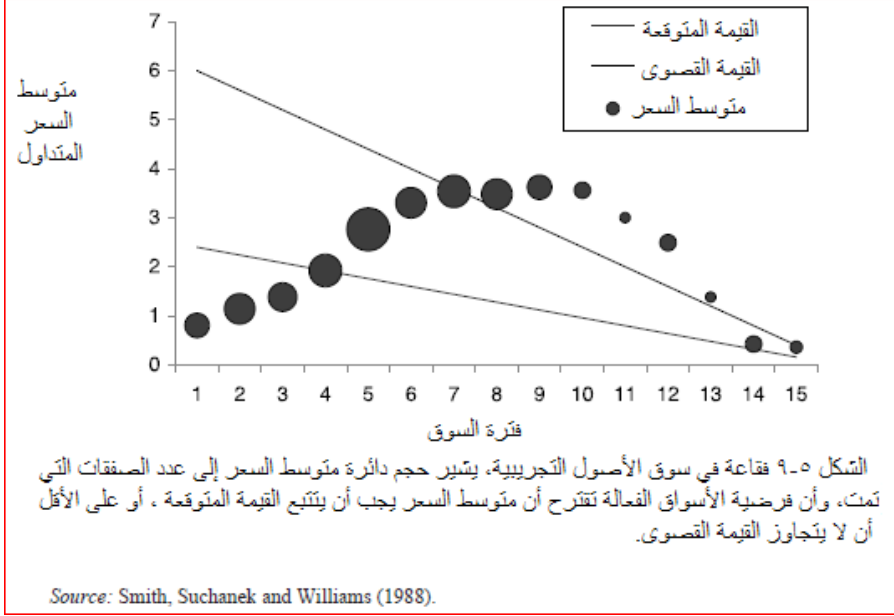 7
6
5
4
3
2
1
0
متوسط
السعر
المتداول
القيمة المتوقعة
القيمة القصوى
متوسط السعر
1 2 3 4 5 6 7 8 9 10 11 12 13 14 15
فترة السوق
الشكل ٥-٩ فقاعة في سوق الأصول التجريبية، يشير حجم دائرة متوسط السعر إلى عدد الصفقات التي
تمت، وأن فرضية الأسواق الفعالة تقترح أن متوسط السعر يجب أن يتتبع القيمة المتوقعة ، أو على الأقل
أن لا يتجاوز القيمة القصوى.
Source: Smith, Suchanek and Williams (1988).